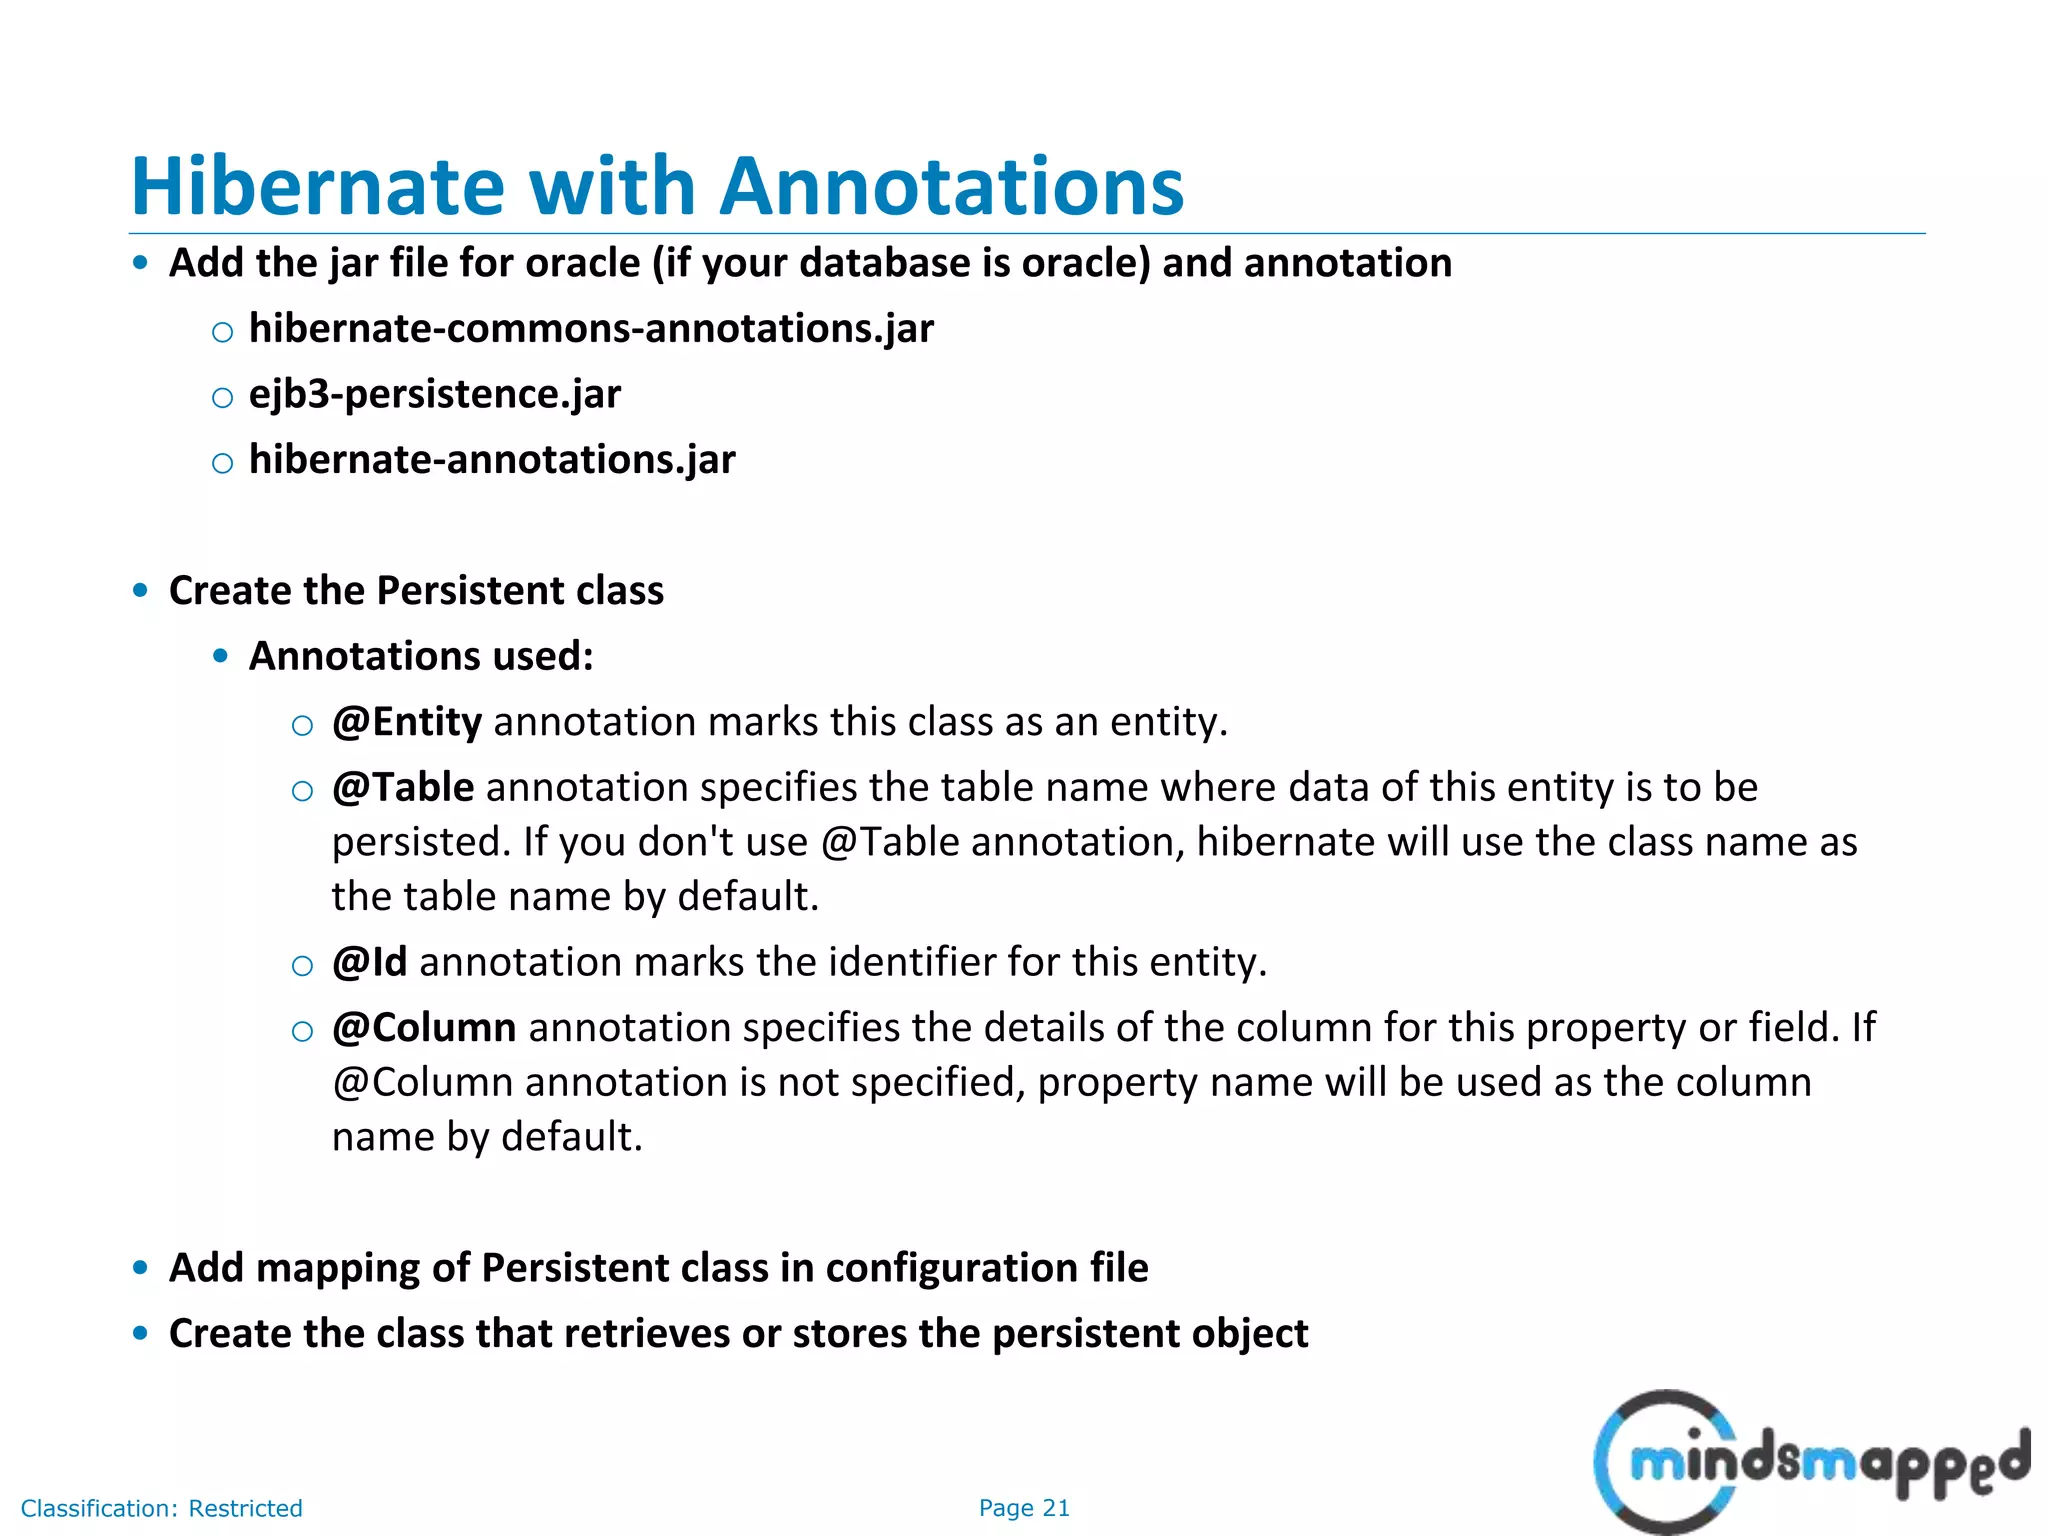 Hibernate with Annotations
• Add the jar file for oracle (if your database is oracle) and annotation
o hibernate-commons-annotations.jar
o ejb3-persistence.jar
o hibernate-annotations.jar
• Create the Persistent class
• Annotations used:
o @Entity annotation marks this class as an entity.
o @Table annotation specifies the table name where data of this entity is to be
persisted. If you don't use @Table annotation, hibernate will use the class name as
the table name by default.
o @Id annotation marks the identifier for this entity.
o @Column annotation specifies the details of the column for this property or field. If
@Column annotation is not specified, property name will be used as the column
name by default.
• Add mapping of Persistent class in configuration file
• Create the class that retrieves or stores the persistent object
mindsmapped
Classification: Restricted
Page 21